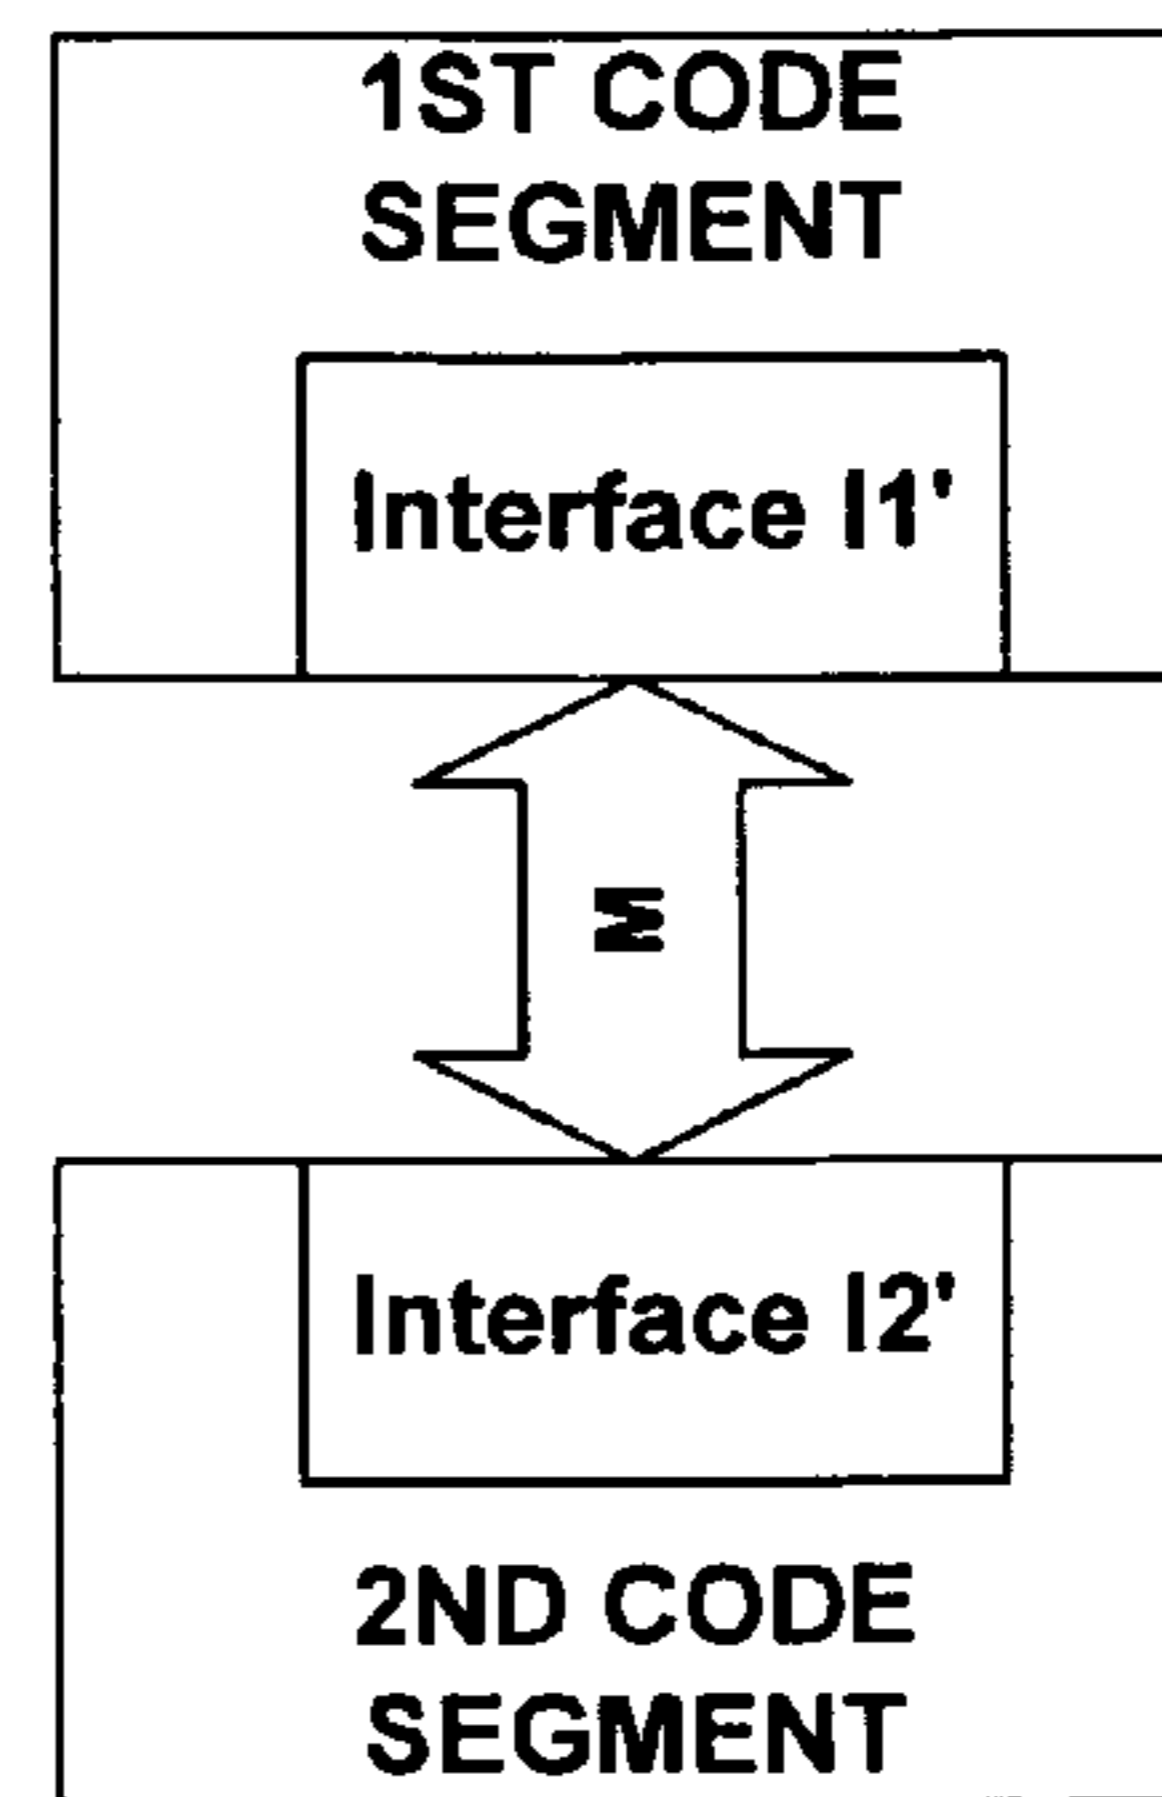 1ST CODE
SEGMENT
Interface I1'
M
Interface I2'
2ND CODE
SEGMENT